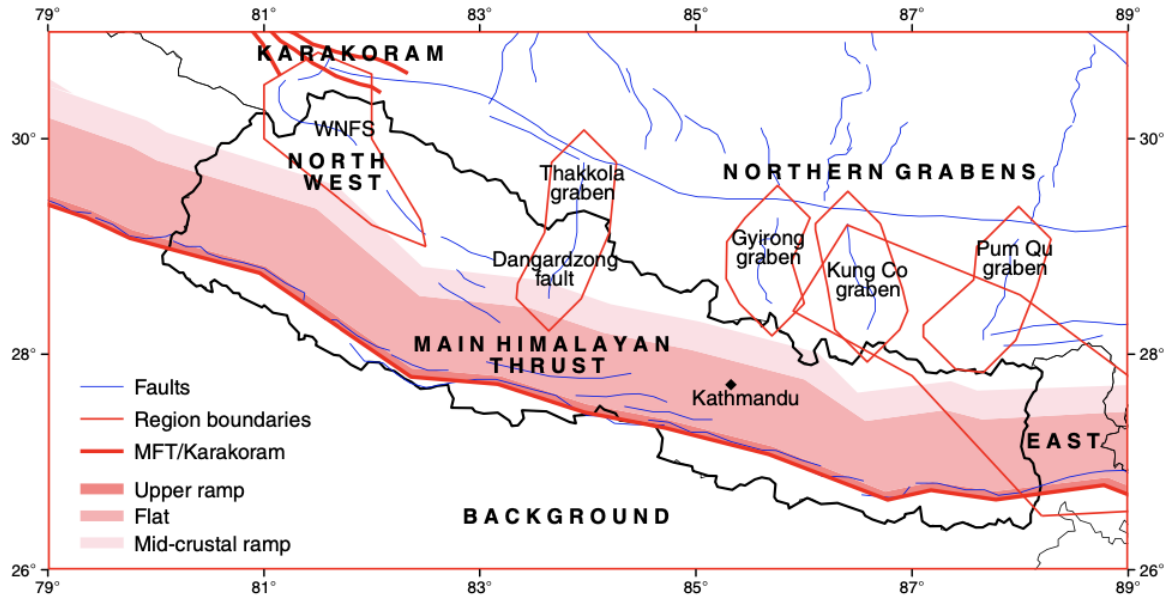 79°
81°
83°
85°
87°
89°
KARAKORAM
30°
30°
WNFS
NORTH
WEST
Thakkola
graben
NORTHERN GRABENS
Gyirong
graben
Pum Qu
graben
Dangardzong
fault
Kung Co
graben
28°
28°
MAIN HIMALAYAN
THRUST
Kathmandu
Faults
Region boundaries
MFT/Karakoram
EAST
Upper ramp
Flat
Mid-crustal ramp
BACKGROUND
26°
26°
79°
81°
83°
85°
87°
89°